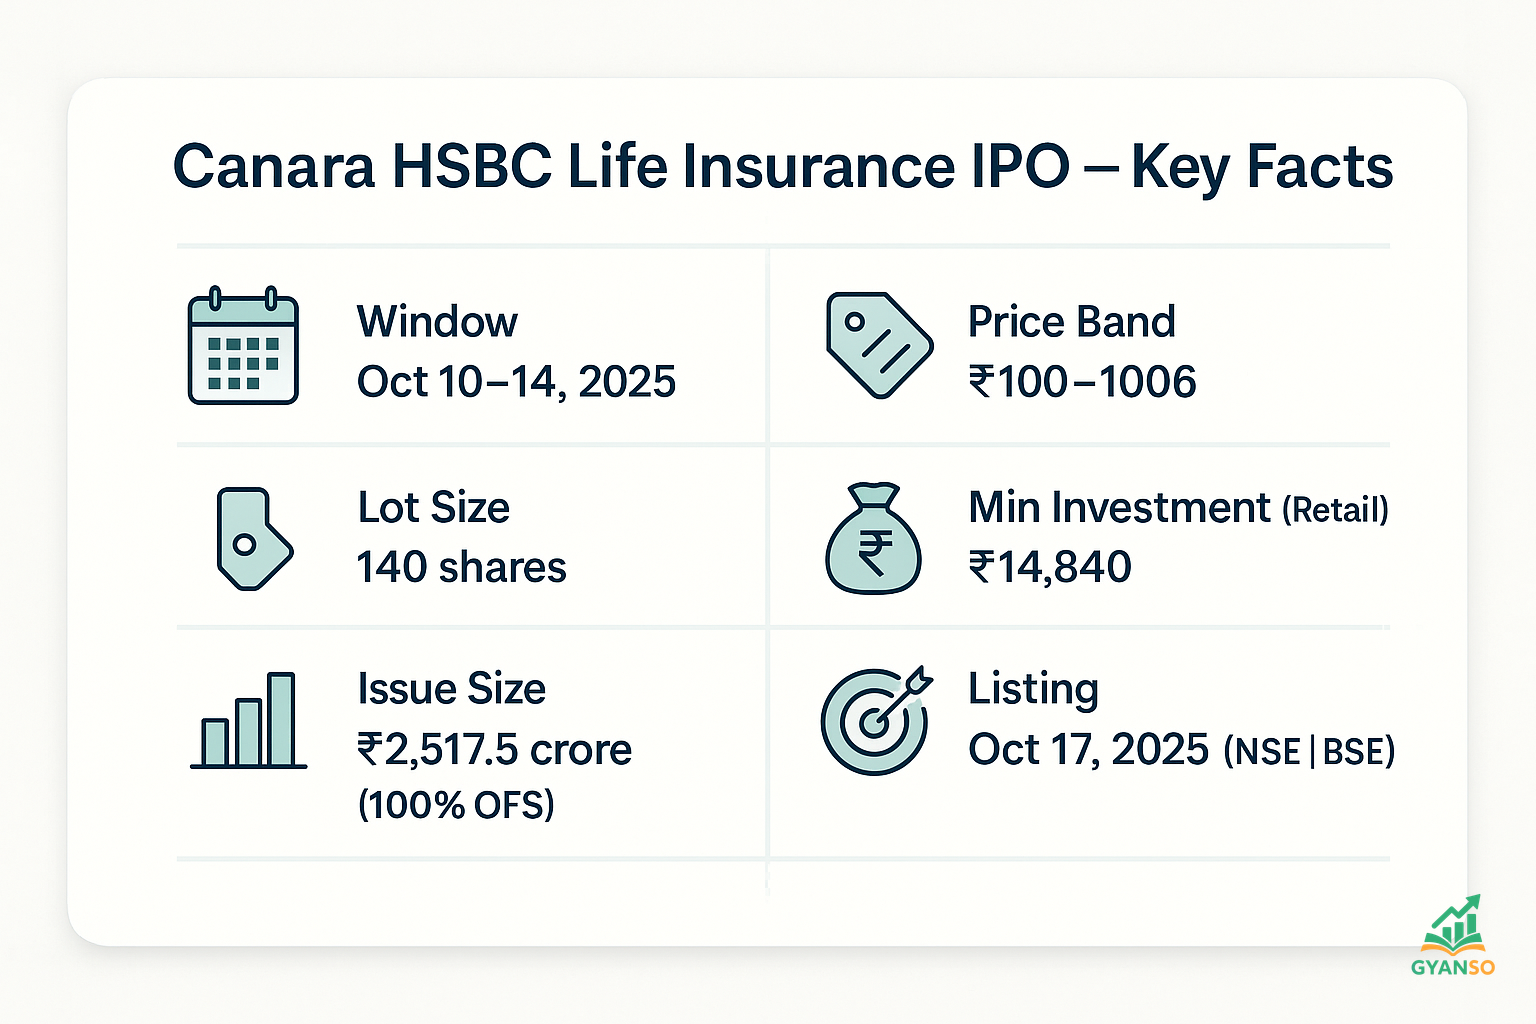 Canara HSBC Life Insurance IPO – Key Facts
Window
Oct 10–14, 2025
Price Band
₹100–1006
Lot Size
140 shares
Min Investment (Retail)
₹14,840
Issue Size
₹2,517.5 crore
(100% OFS)
Listing
Oct 17, 2025 (NSE|BSE)
₹
GYANSO